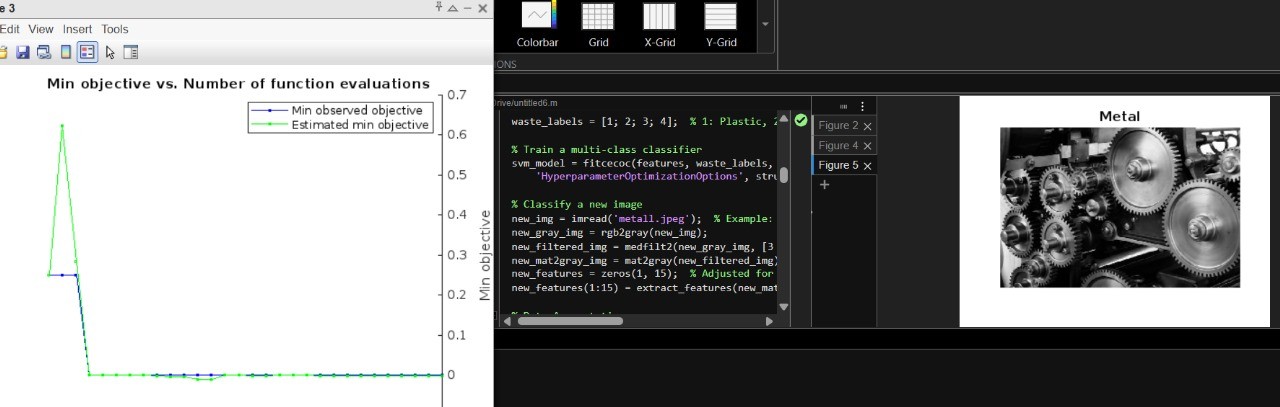 e 3
Edit View Insert Tools
Min objective vs. Number of function evaluations
Min observed objective
Estimated min objective
0.7
0.6
0.5
0.4
0.3
0.2
0.1
0
Min objective
Colorbar Grid X-Grid Y-Grid
IONS
rive/untitled6.m
waste_labels = [1; 2; 3; 4]; % 1: Plastic, 2
% Train a multi-class classifier
svm_model = fitcecoc(features, waste_labels,
'HyperparameterOptimizationOptions', stru
% Classify a new image
new_img = imread('metal1.jpeg'); % Example:
new_gray_img = rgb2gray(new_img);
new_filtered_img = medfilt2(new_gray_img, [3
new_mat2gray_img = mat2gray(new_filtered_img)
new_features = zeros(1, 15); % Adjusted for
new_features(1:15) = extract_features(new_mat
Figure 2
Figure 4
Figure 5
Metal